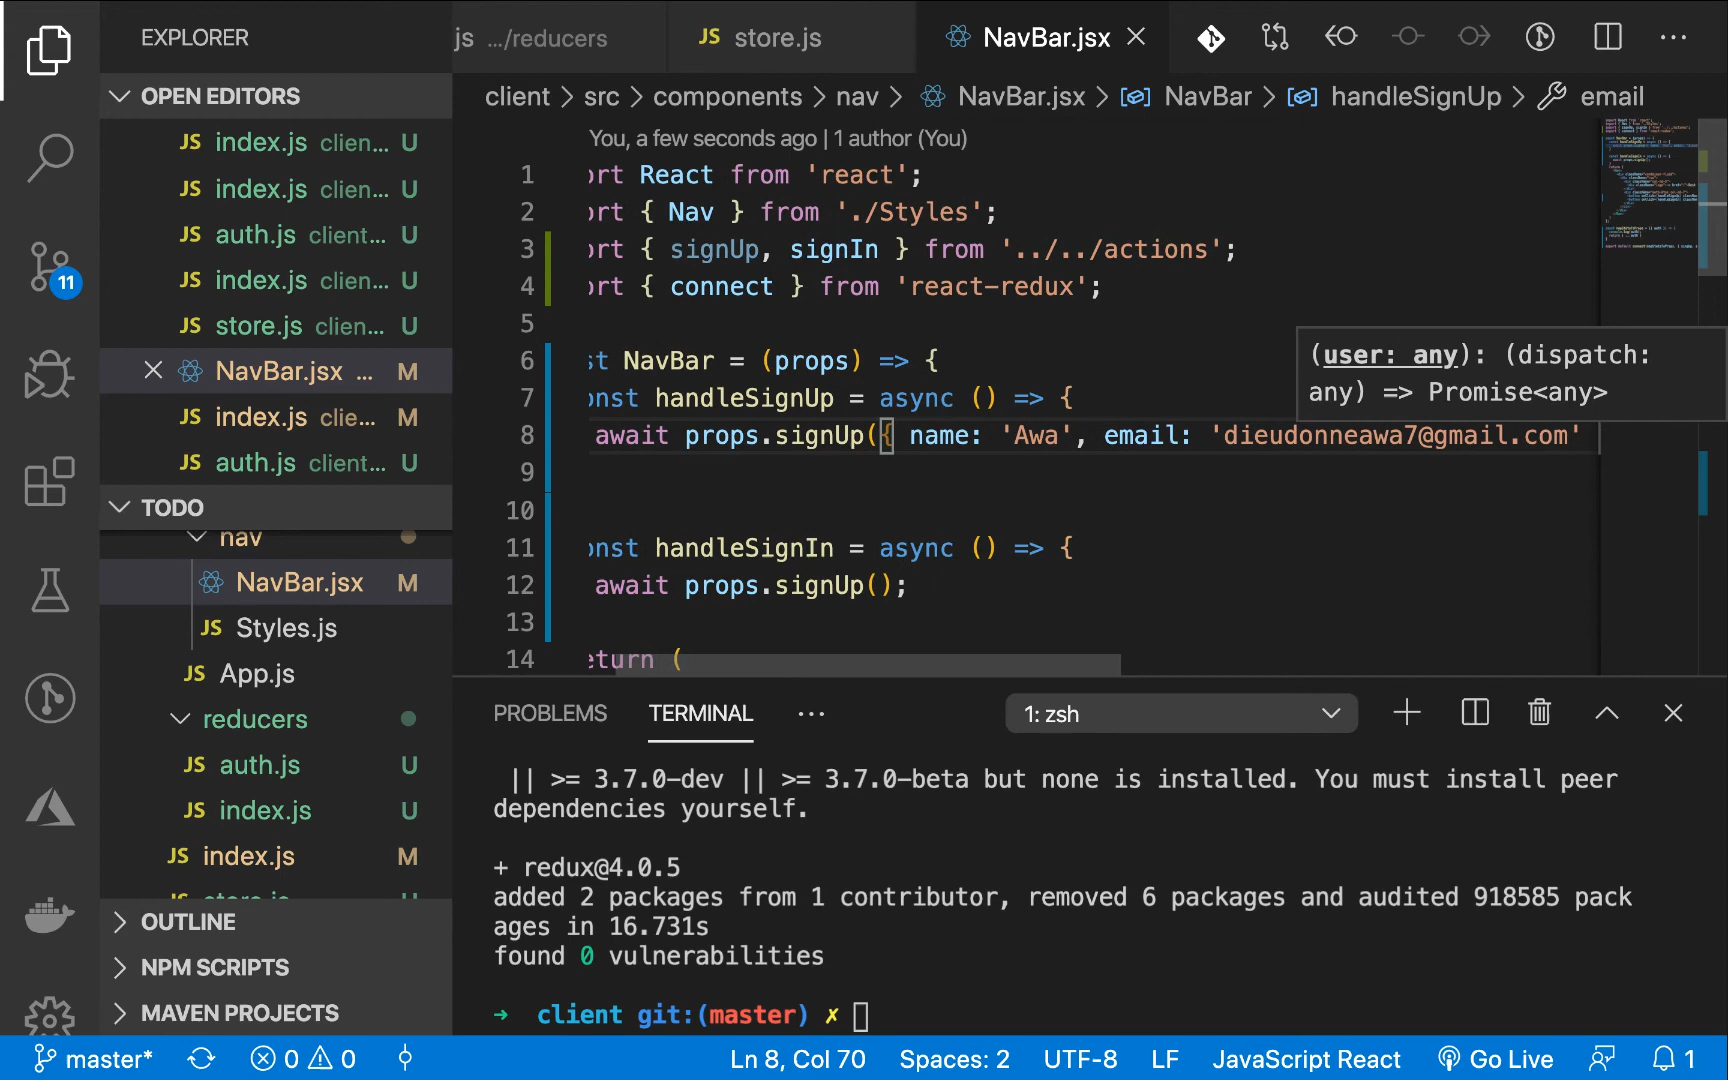 EXPLORER
js .../reducers
JS store.js
NavBar.jsx
OPEN EDITORS
client > src > components > nav > NavBar.jsx > NavBar > handleSignUp > email
JS index.js clien... U
JS index.js clien... U
JS auth.js client... U
JS index.js clien... U
JS store.js clien... U
NavBar.jsx ... M
JS index.js clie... M
JS auth.js client... U
11
TODO
nav
NavBar.jsx M
JS Styles.js
JS App.js
reducers
JS auth.js U
JS index.js U
JS index.js M
OUTLINE
NPM SCRIPTS
MAVEN PROJECTS
You, a few seconds ago | 1 author (You)
1 ort React from 'react';
2 ort { Nav } from './Styles';
3 ort { signUp, signIn } from '../../actions';
4 ort { connect } from 'react-redux';
5
6 st NavBar = (props) => {
7 onst handleSignUp = async () => {
8 await props.signUp({ name: 'Awa', email: 'dieudonneawa7@gmail.com'
9
10
11 onst handleSignIn = async () => {
12 await props.signUp();
13
14 eturn (
(user: any): (dispatch:
any) => Promise<any>
PROBLEMS TERMINAL ... 1: zsh
|| >= 3.7.0-dev || >= 3.7.0-beta but none is installed. You must install peer
dependencies yourself.
+ redux@4.0.5
added 2 packages from 1 contributor, removed 6 packages and audited 918585 pack
ages in 16.731s
found 0 vulnerabilities
→ client git:(master) ✗
master* 0 0 Ln 8, Col 70 Spaces: 2 UTF-8 LF JavaScript React Go Live 1